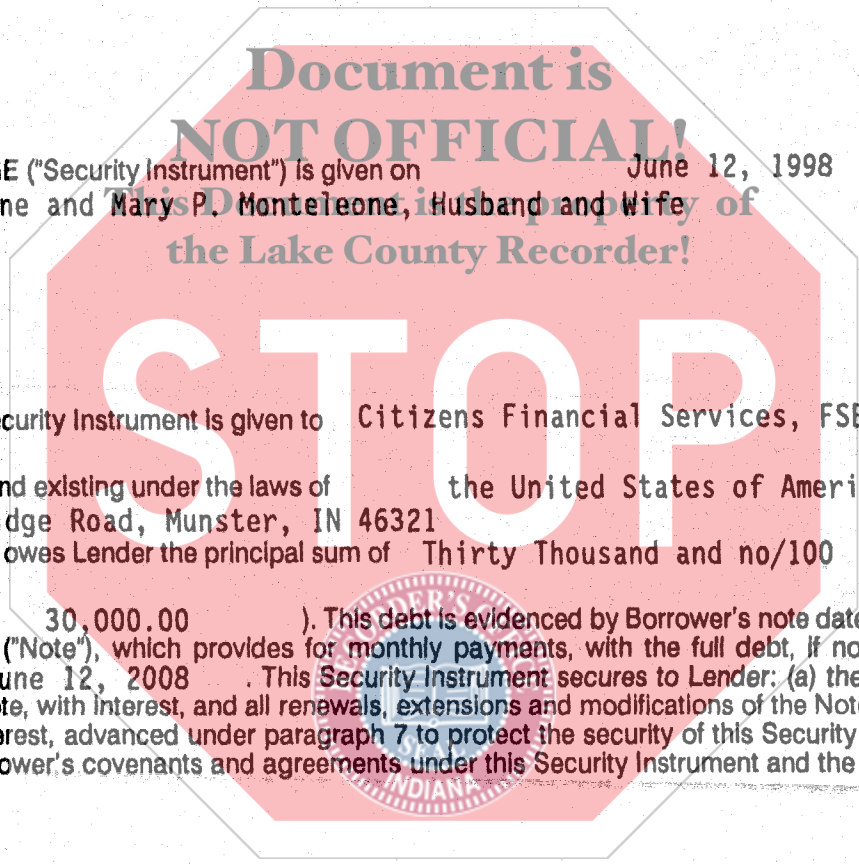 Document is
NOT OFFICIAL!
This Document is the property of
the Lake County Recorder!
STOP
E ("Security Instrument") is given on June 12, 1998
ne and Mary P. Monteleone, Husband and Wife
curity Instrument is given to Citizens Financial Services, FSB
nd existing under the laws of the United States of Ameri
dge Road, Munster, IN 46321
owes Lender the principal sum of Thirty Thousand and no/100
30,000.00 ). This debt is evidenced by Borrower's note date
("Note"), which provides for monthly payments, with the full debt, if no
une 12, 2008 . This Security Instrument secures to Lender: (a) the
te, with interest, and all renewals, extensions and modifications of the Not
erest, advanced under paragraph 7 to protect the security of this Security
ower's covenants and agreements under this Security Instrument and the
SEAL
INDIANA